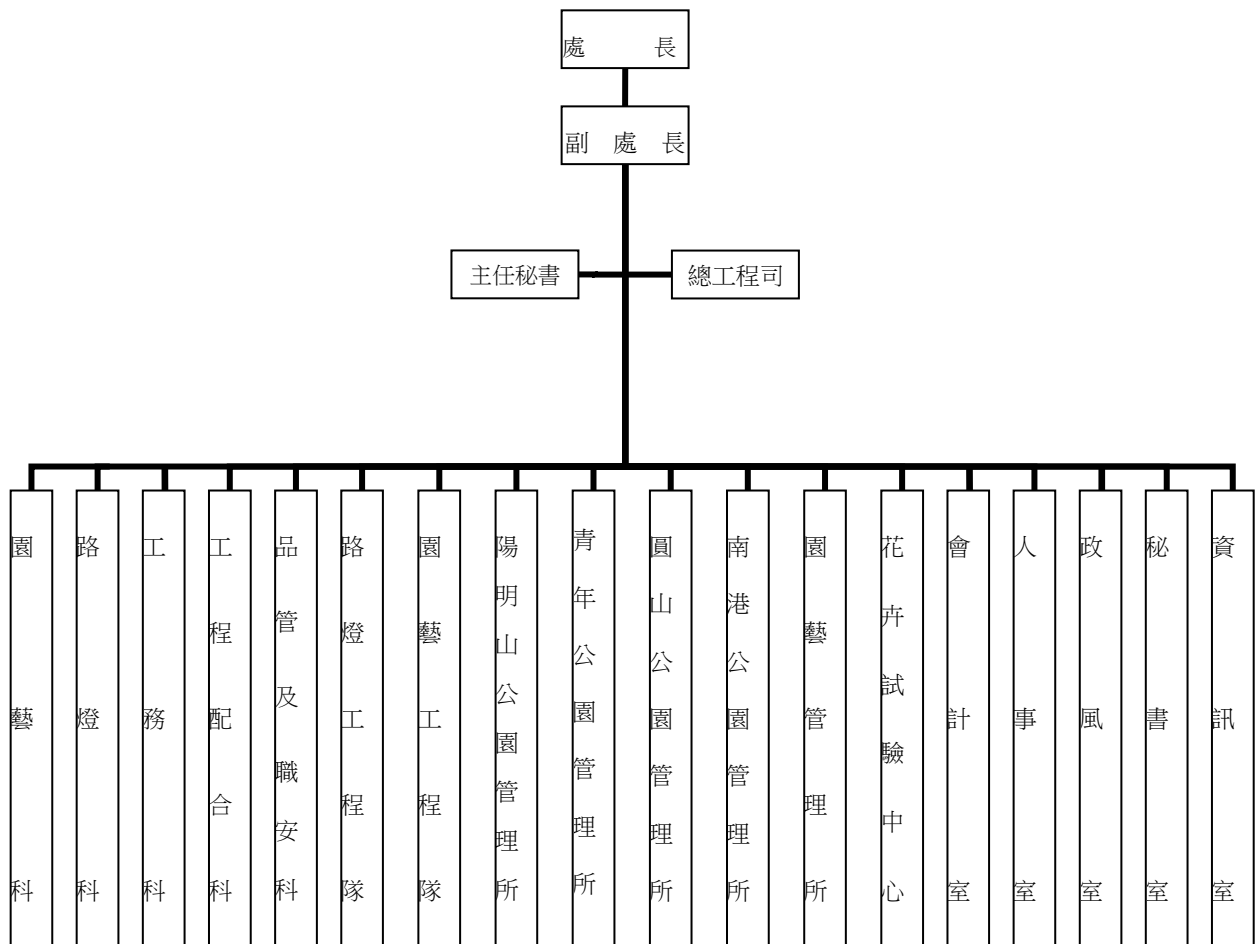 處長
副處長
主任秘書
總工程司
園藝科
路燈科
工務科
工程配合科
品管及職安科
路燈工程隊
園藝工程隊
陽明山公園管理所
青年公園管理所
圓山公園管理所
南港公園管理所
園藝管理所
花卉試驗中心
會計室
人事室
政風室
秘書室
資訊室